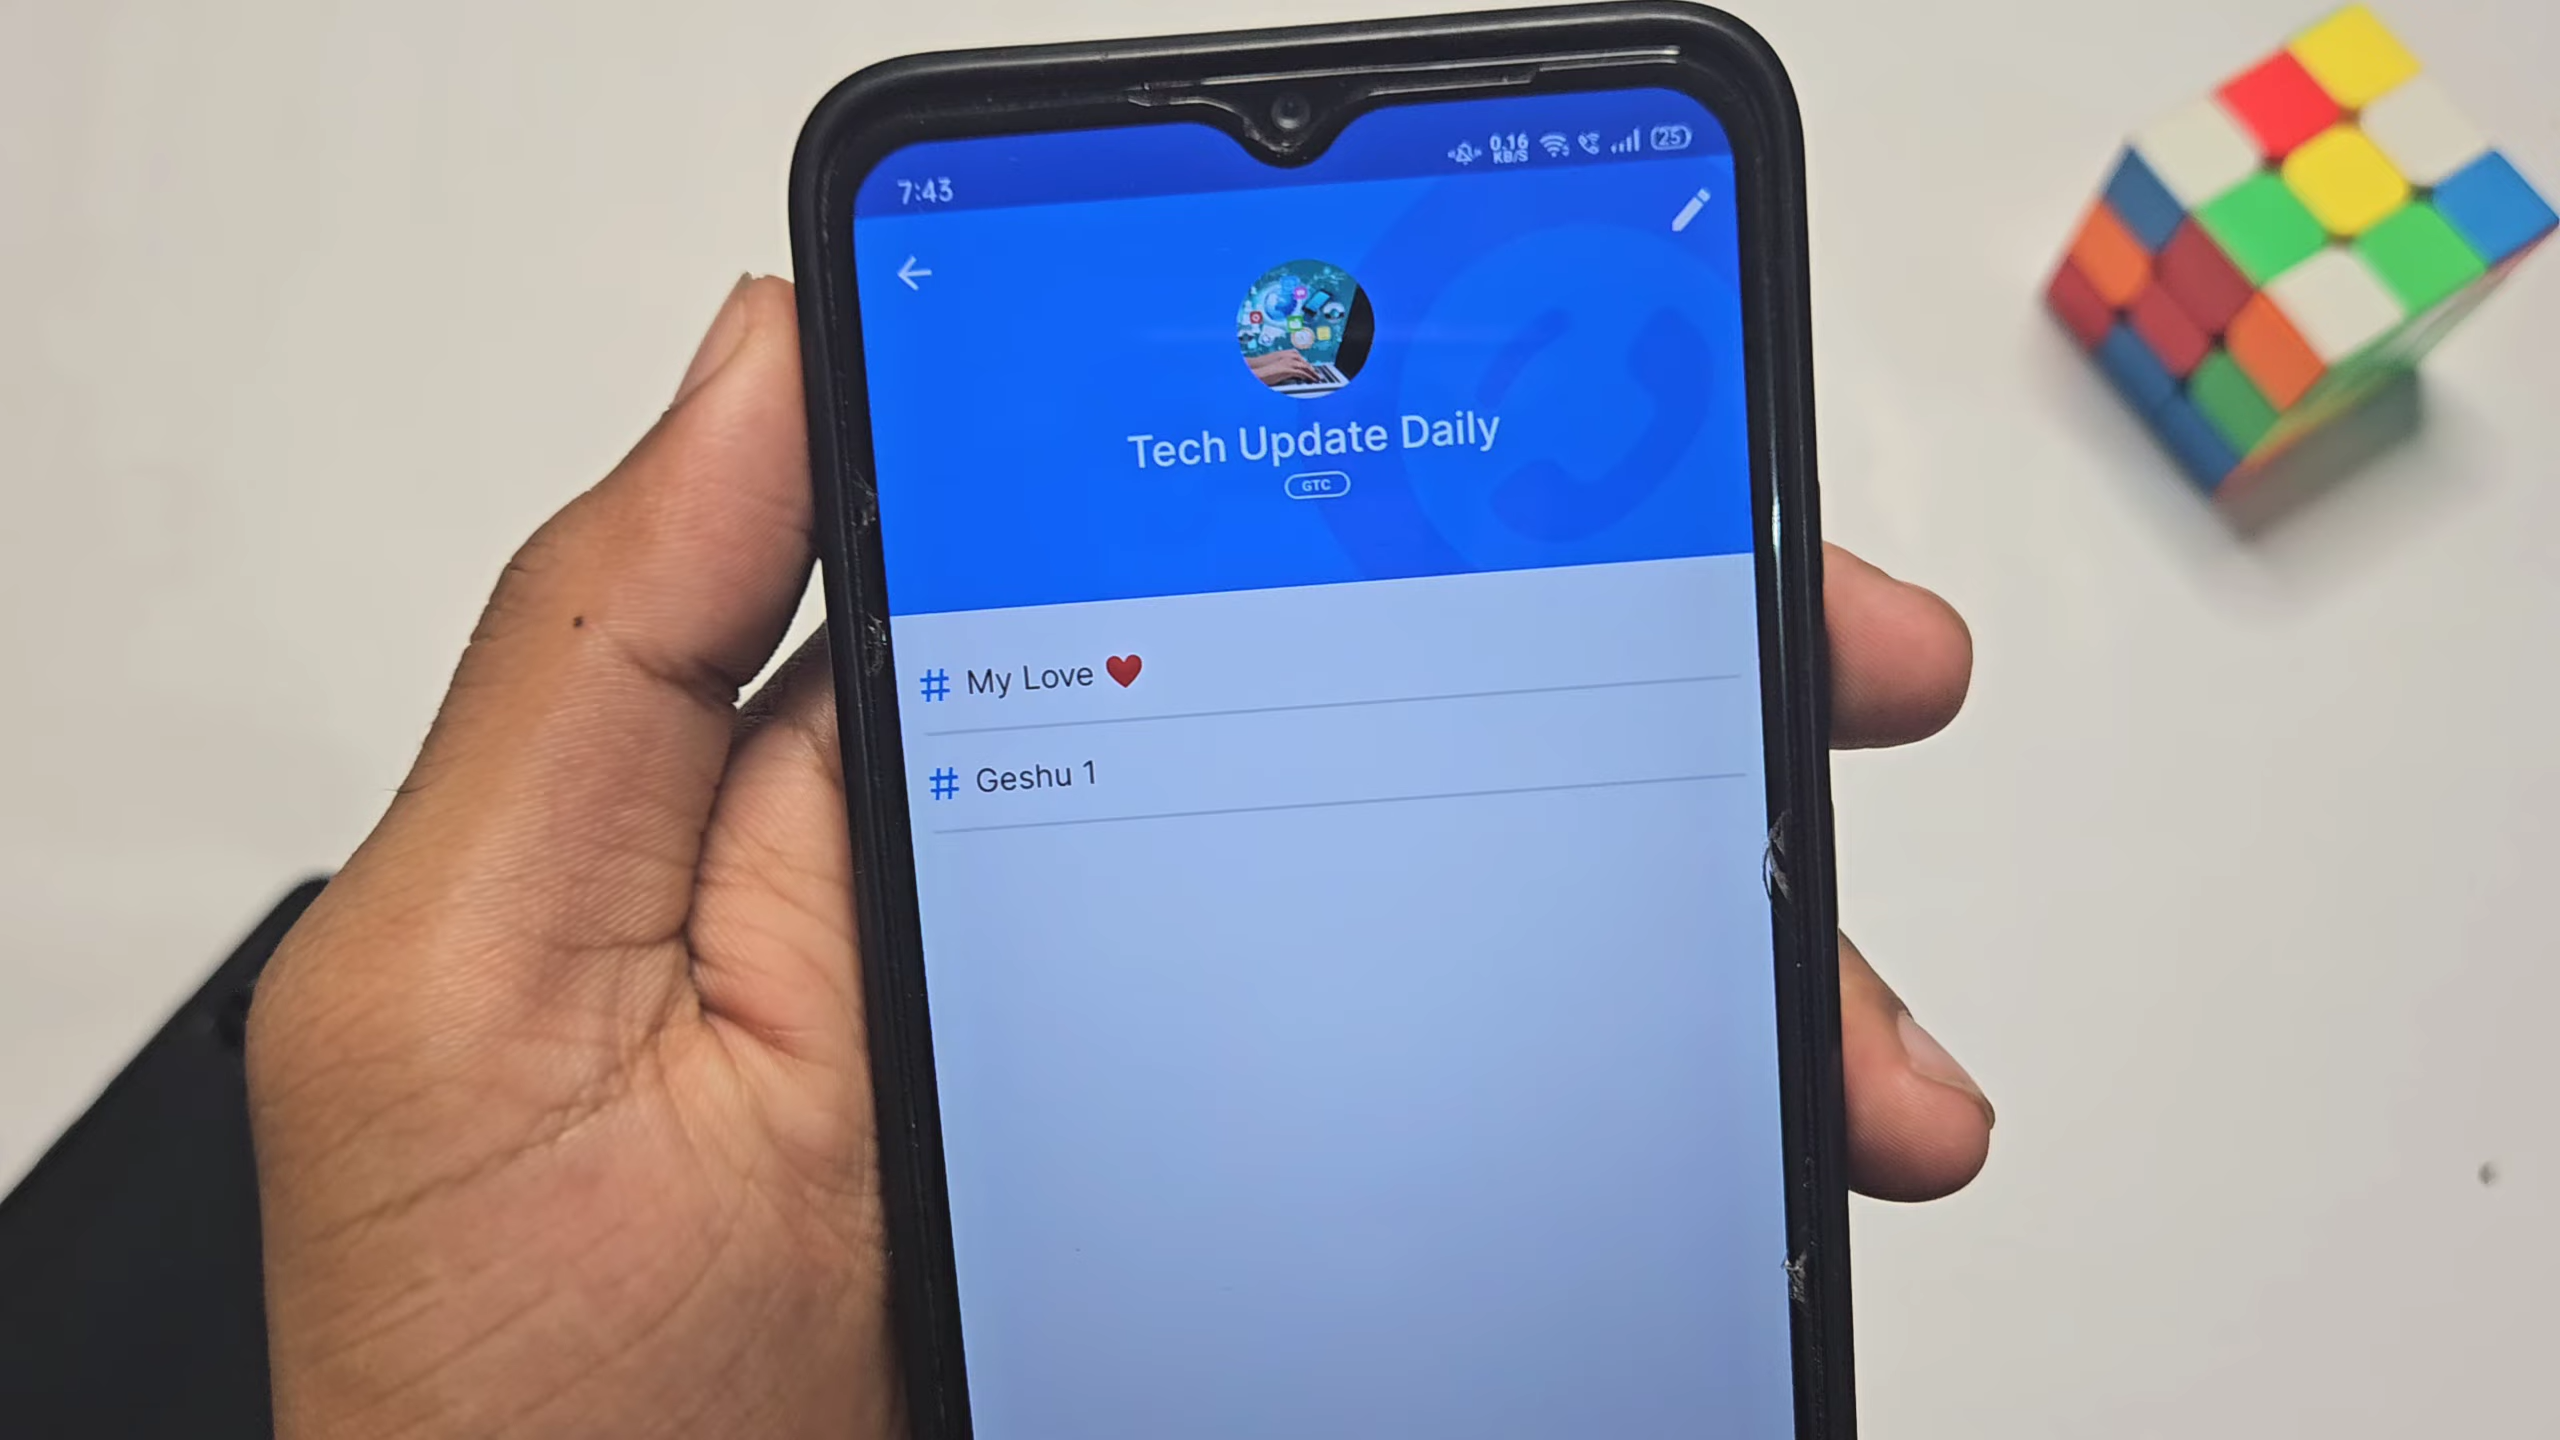 7:43
0.16
KB/S
25
Tech Update Daily
GTC
# My Love ❤️
# Geshu 1